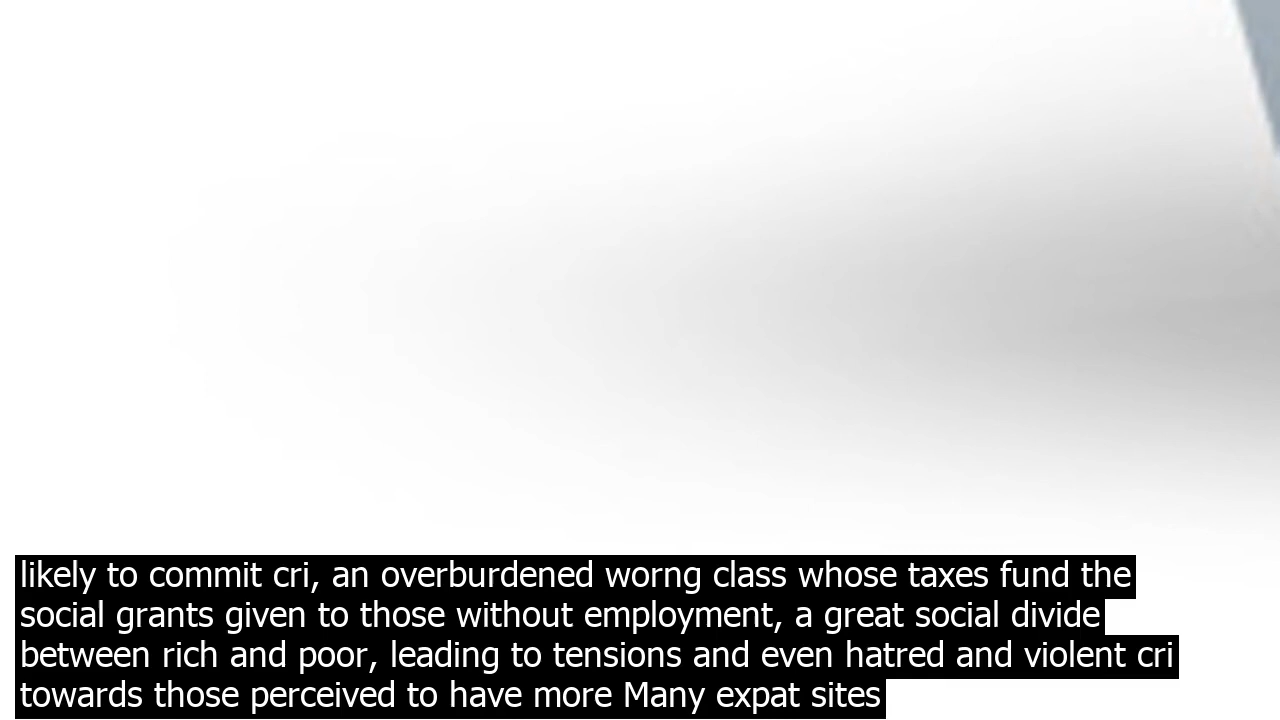 likely to commit cri, an overburdened worng class whose taxes fund the
social grants given to those without employment, a great social divide
between rich and poor, leading to tensions and even hatred and violent cri
towards those perceived to have more Many expat sites